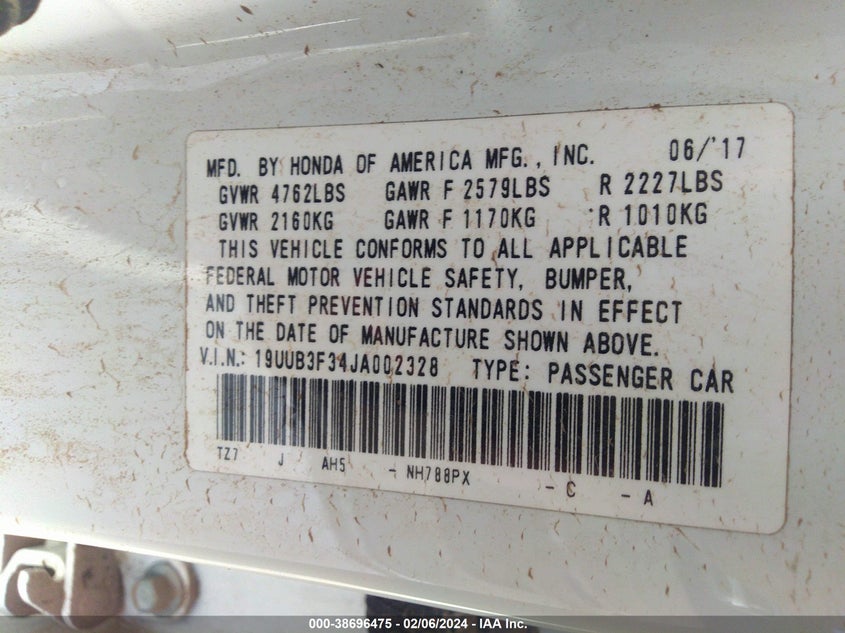 MFD. BY HONDA OF AMERICA MFG., INC. 06/'17
GVWR 4762LBS GAWR F 2579LBS R 2227LBS
GVWR 2160KG GAWR F 1170KG R 1010KG
THIS VEHICLE CONFORMS TO ALL APPLICABLE
FEDERAL MOTOR VEHICLE SAFETY, BUMPER,
AND THEFT PREVENTION STANDARDS IN EFFECT
ON THE DATE OF MANUFACTURE SHOWN ABOVE.
V.I.N.: 19UUB3F34JA002328 TYPE: PASSENGER CAR
TZ7 J AH5 - NH788PX - C - A
000-38696475 — 02/06/2024 — IAA Inc.